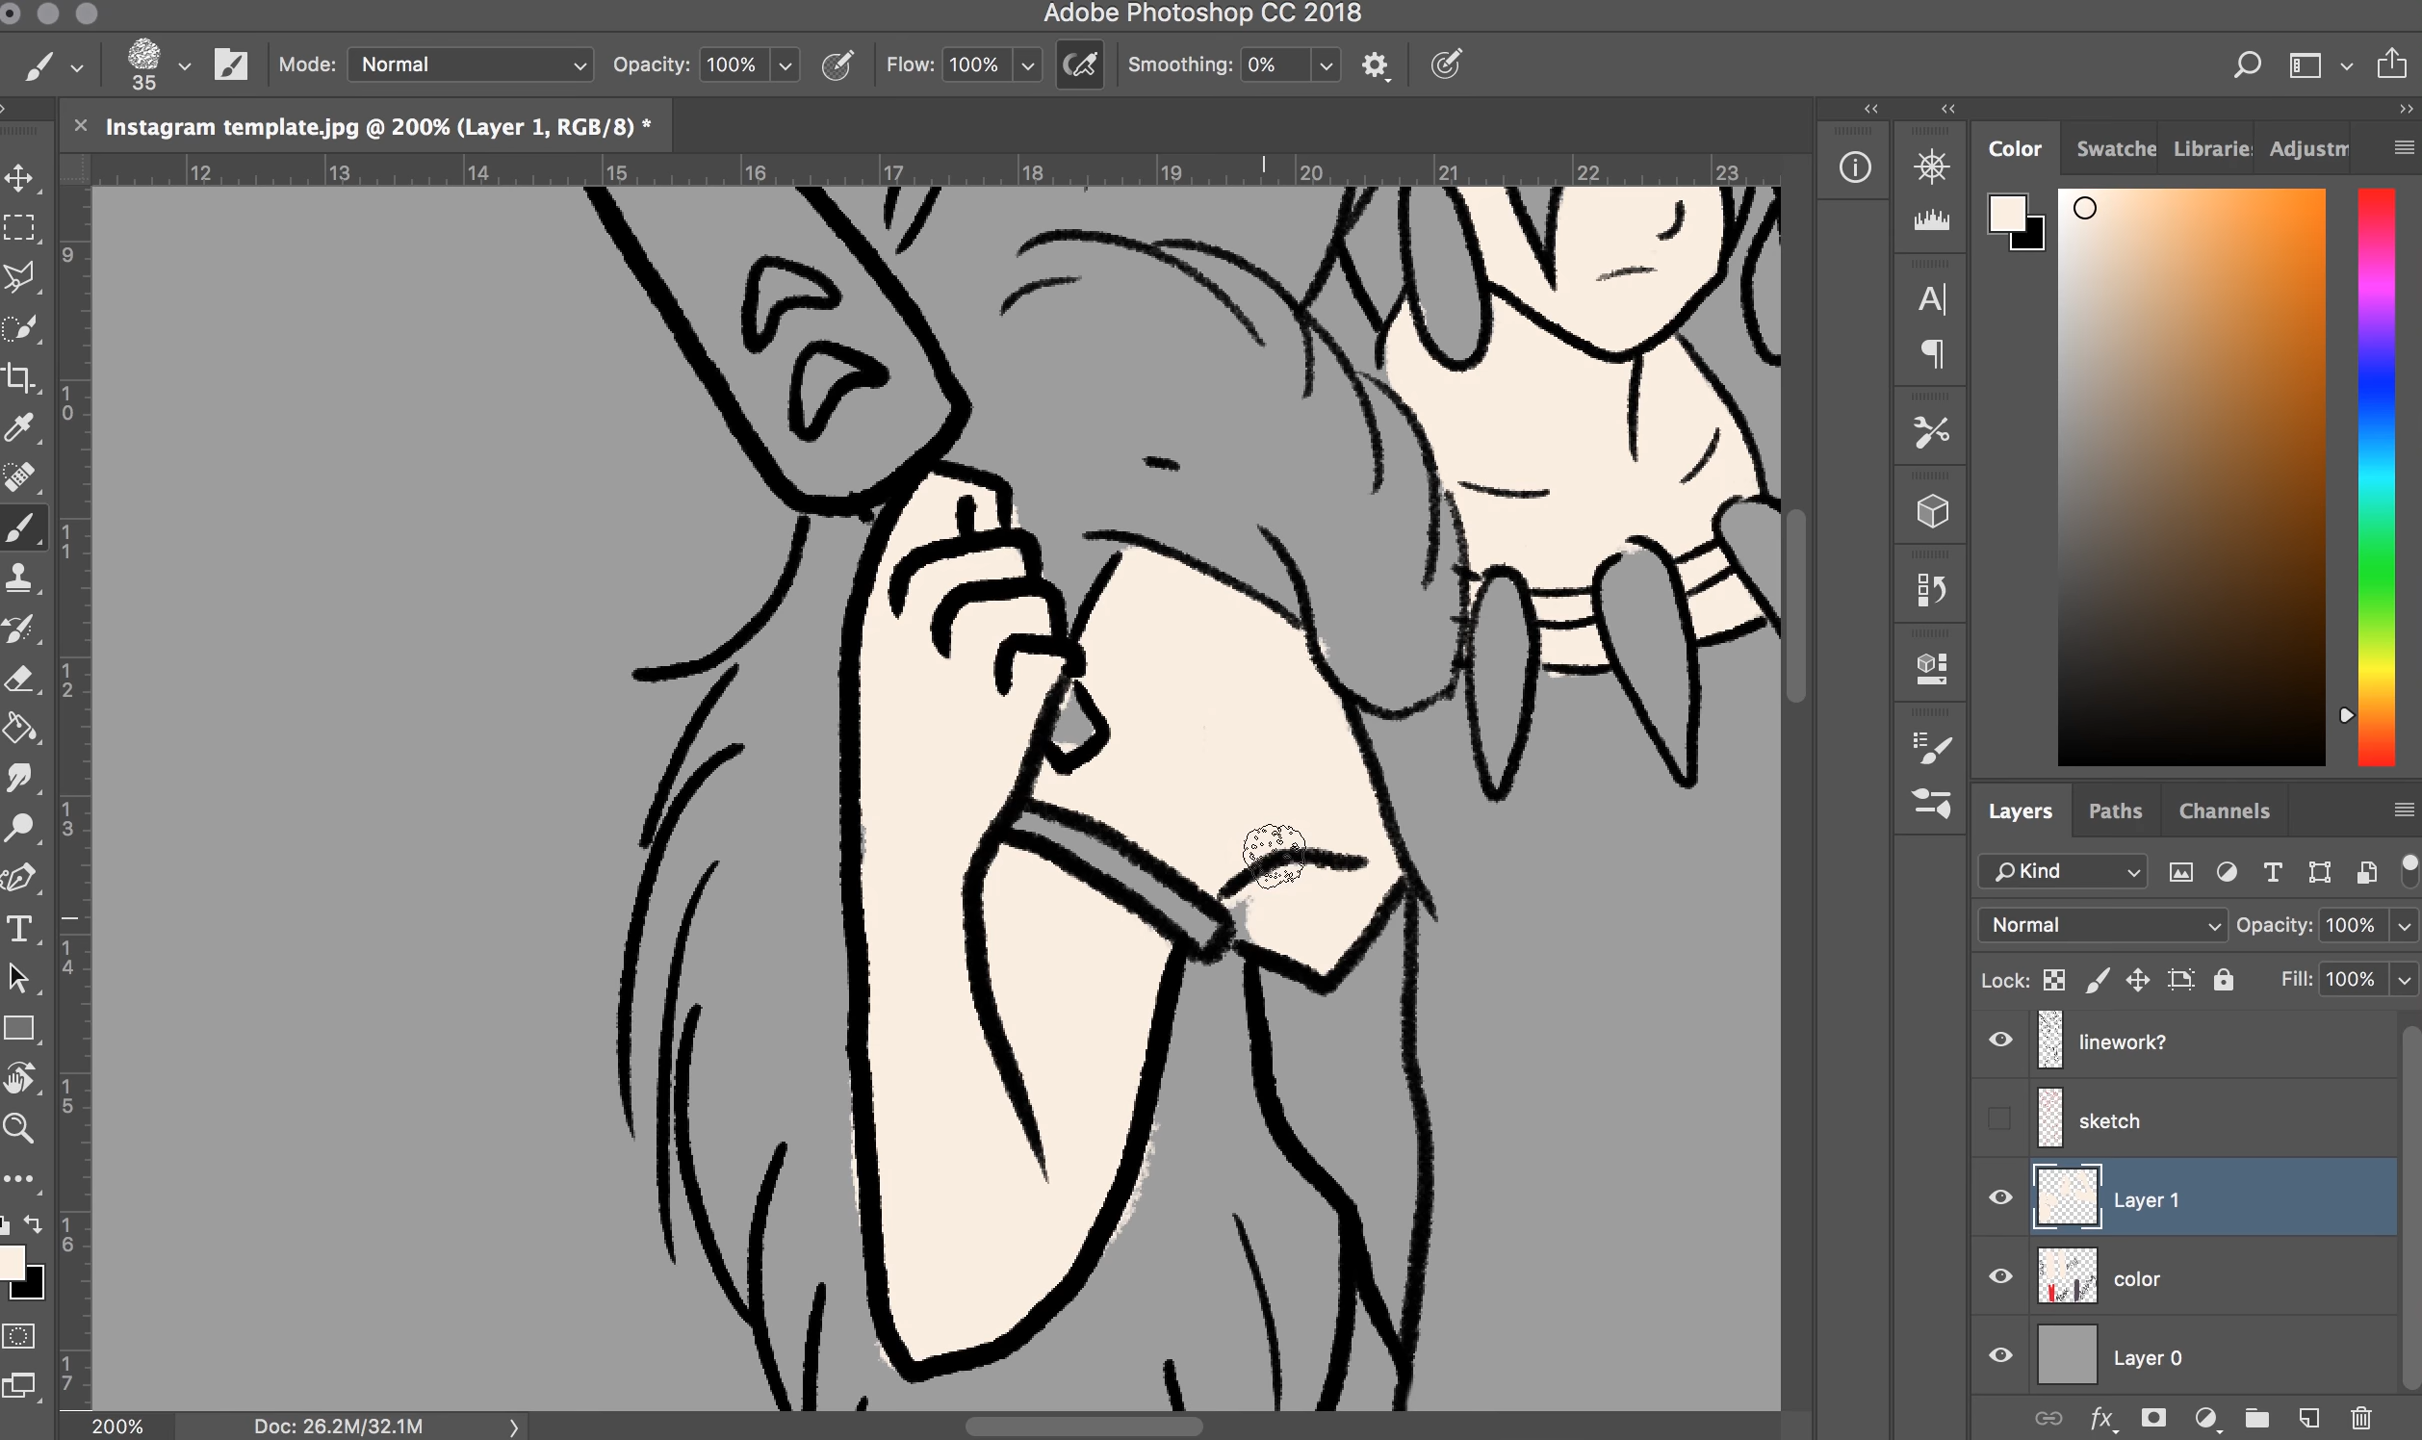 Adobe Photoshop CC 2018
35
Mode: Normal
Opacity: 100%
Flow: 100%
Smoothing: 0%
Instagram template.jpg @ 200% (Layer 1, RGB/8) *
12 13 14 15 16 17 18 19 20 21 22 23
9
10
11
12
13
14
15
16
17
Color
Swatche
Librarie
Adjustm
Layers
Paths
Channels
Kind
Normal
Opacity: 100%
Lock:
Fill: 100%
linework?
sketch
Layer 1
color
Layer 0
fx
200%
Doc: 26.2M/32.1M